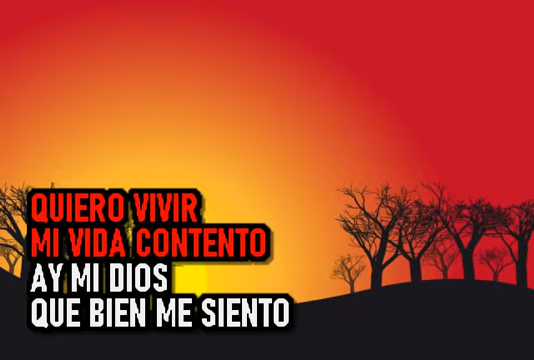 QUIERO VIVIR
MI VIDA CONTENTO
AY MI DIOS
QUE BIEN ME SIENTO